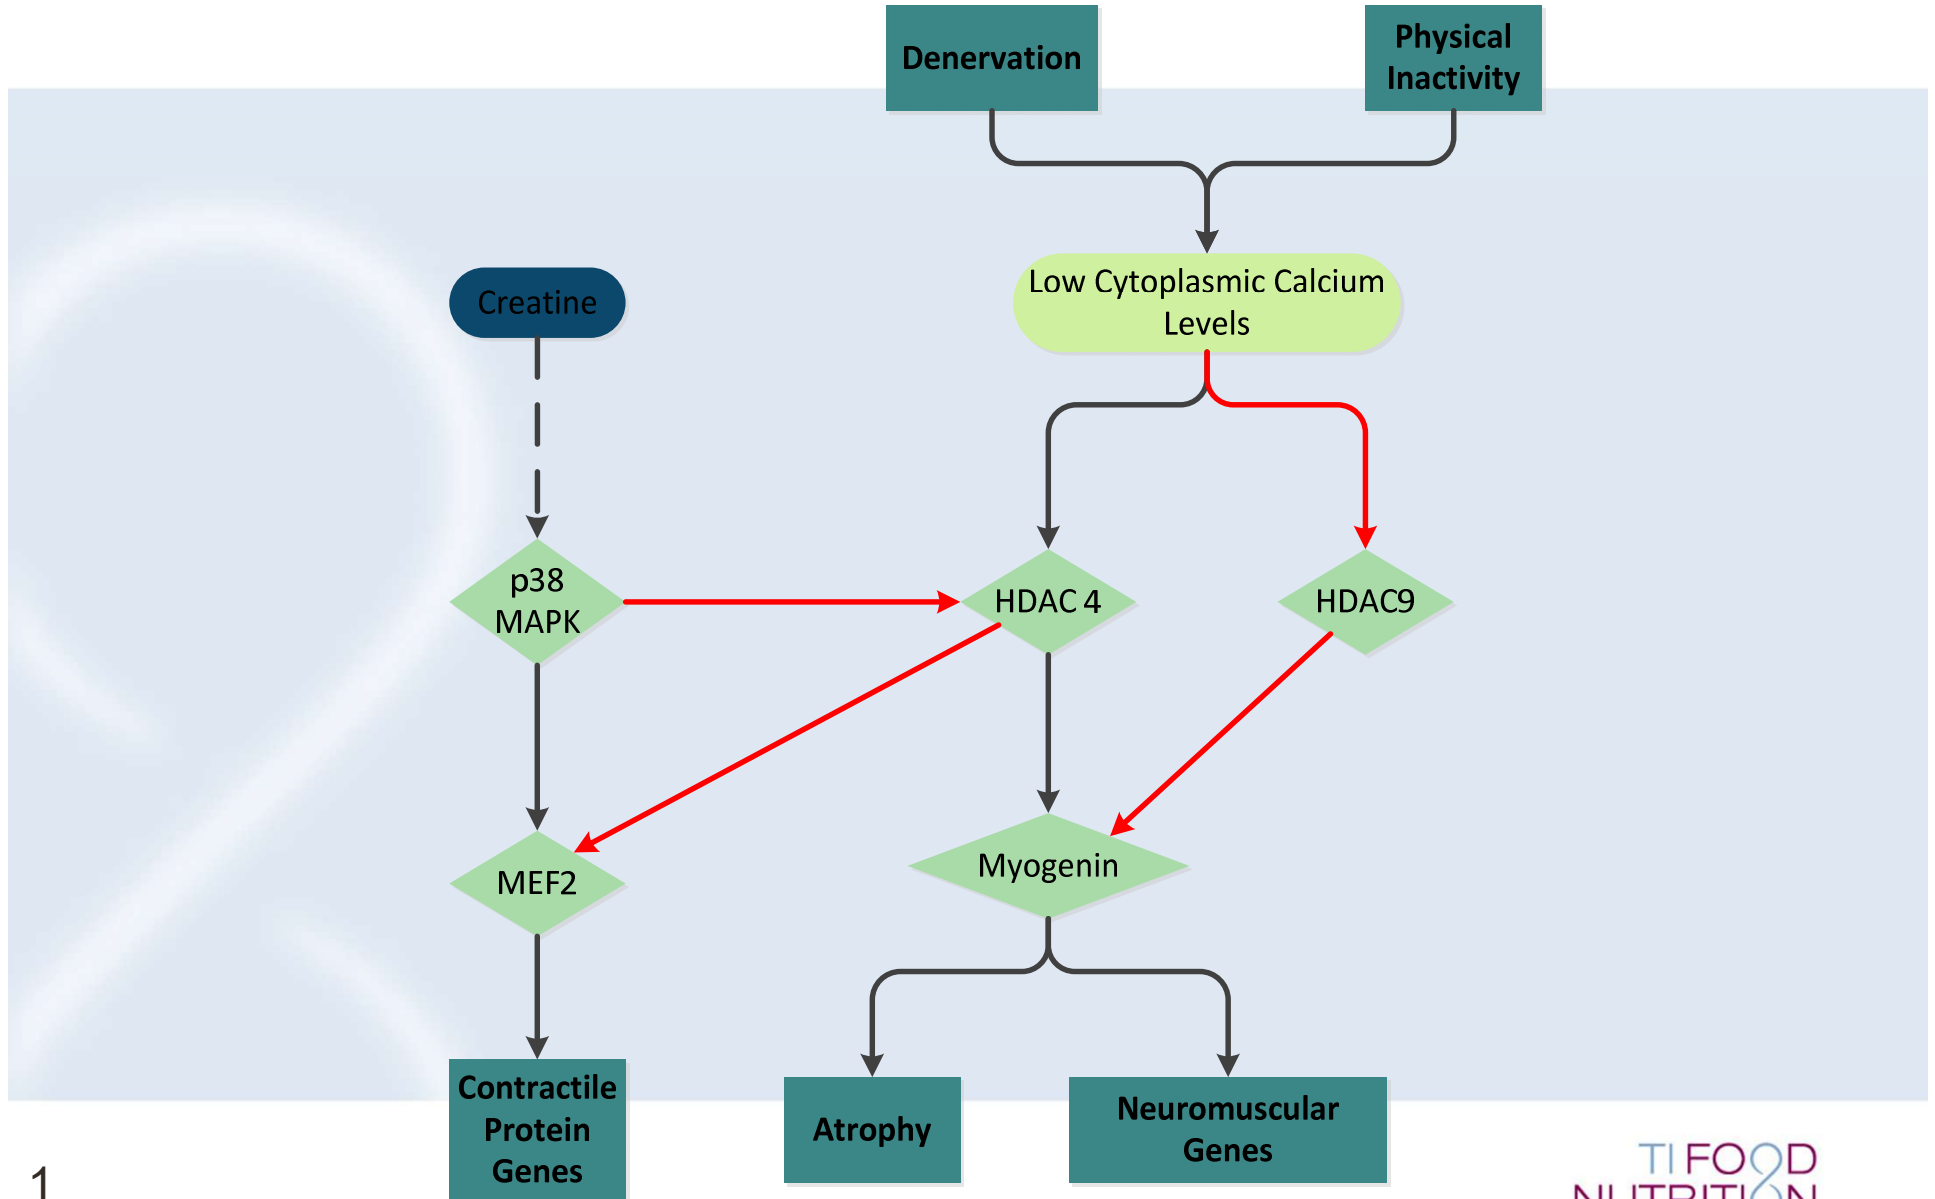 Denervation
Physical
Inactivity
Creatine
Low Cytoplasmic Calcium
Levels
p38
MAPK
HDAC 4
HDAC9
MEF2
Myogenin
Contractile
Protein
Genes
Atrophy
Neuromuscular
Genes
1
TI FOOD
NUTRITION